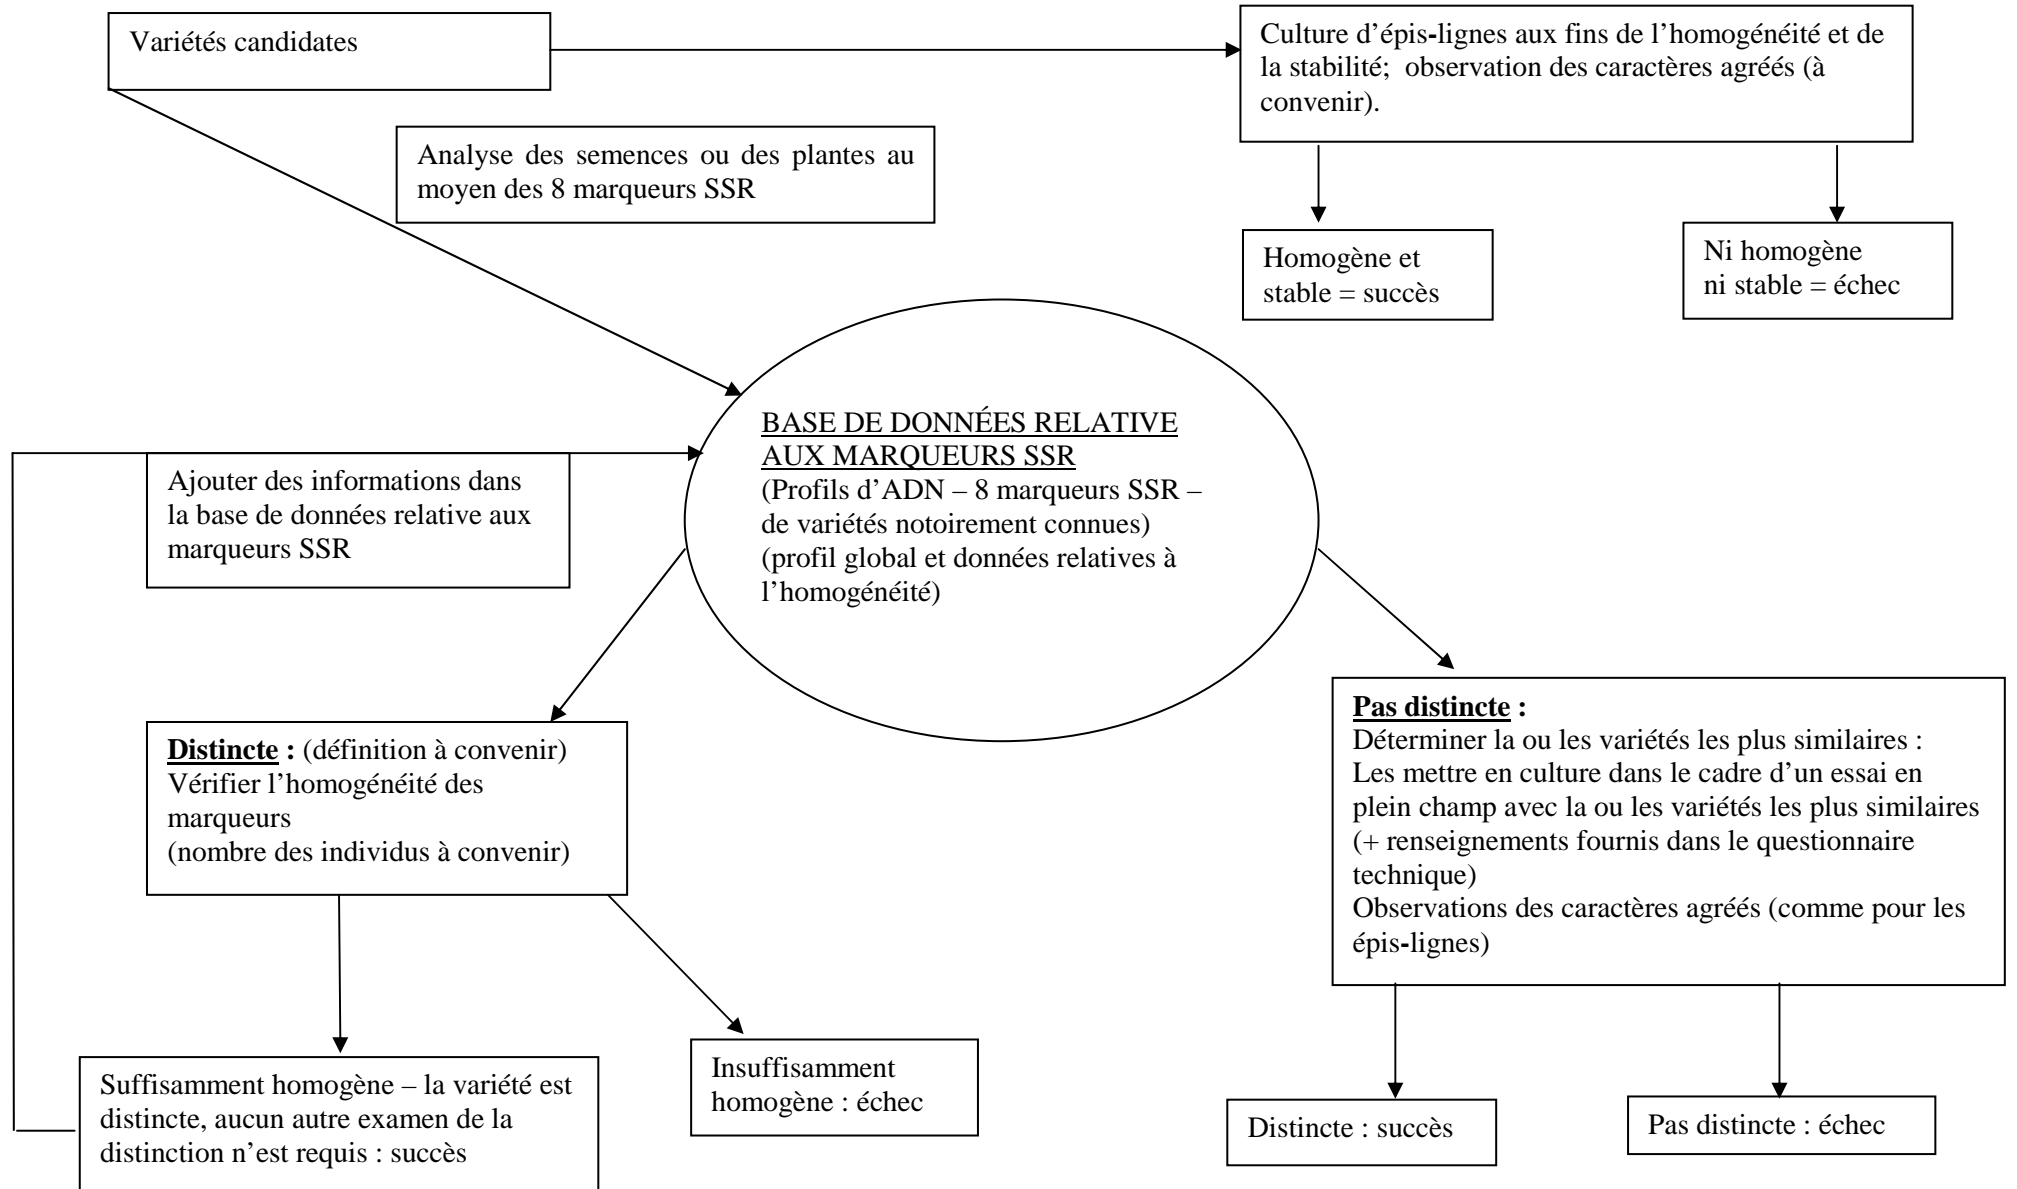 Variétés candidates
Culture d’épis-lignes aux fins de l’homogénéité et de
la stabilité; observation des caractères agréés (à
convenir).
Analyse des semences ou des plantes au
moyen des 8 marqueurs SSR
Homogène et
stable = succès
Ni homogène
ni stable = échec
BASE DE DONNÉES RELATIVE
AUX MARQUEURS SSR
(Profils d’ADN – 8 marqueurs SSR –
de variétés notoirement connues)
(profil global et données relatives à
l’homogénéité)
Ajouter des informations dans
la base de données relative aux
marqueurs SSR
Distincte : (définition à convenir)
Vérifier l’homogénéité des
marqueurs
(nombre des individus à convenir)
Pas distincte :
Déterminer la ou les variétés les plus similaires :
Les mettre en culture dans le cadre d’un essai en
plein champ avec la ou les variétés les plus similaires
(+ renseignements fournis dans le questionnaire
technique)
Observations des caractères agréés (comme pour les
épis-lignes)
Suffisamment homogène – la variété est
distincte, aucun autre examen de la
distinction n’est requis : succès
Insuffisamment
homogène : échec
Distincte : succès
Pas distincte : échec